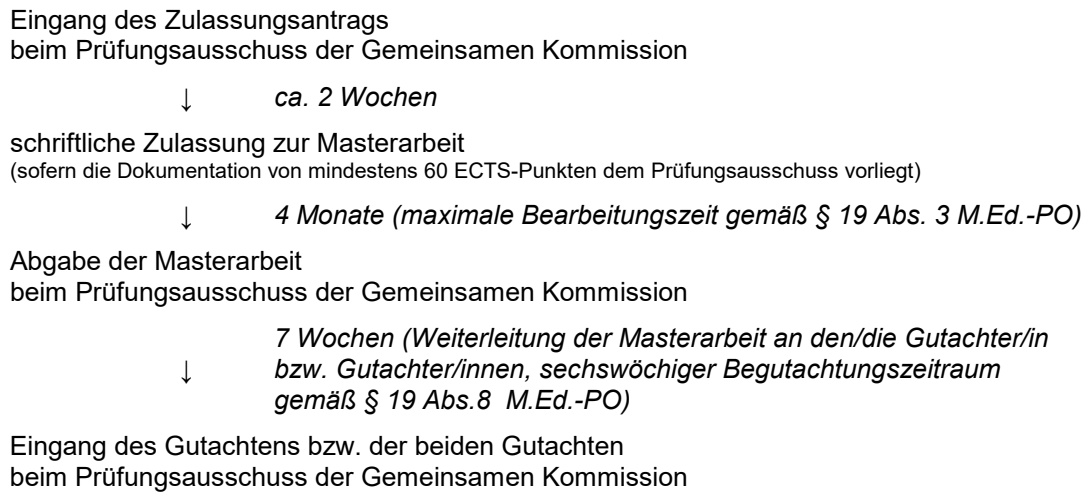 Eingang des Zulassungsantrags
beim Prüfungsausschuss der Gemeinsamen Kommission
↓ ca. 2 Wochen
schriftliche Zulassung zur Masterarbeit
(sofern die Dokumentation von mindestens 60 ECTS-Punkten dem Prüfungsausschuss vorliegt)
↓ 4 Monate (maximale Bearbeitungszeit gemäß § 19 Abs. 3 M.Ed.-PO)
Abgabe der Masterarbeit
beim Prüfungsausschuss der Gemeinsamen Kommission
7 Wochen (Weiterleitung der Masterarbeit an den/die Gutachter/in
↓ bzw. Gutachter/innen, sechswöchiger Begutachtungszeitraum
gemäß § 19 Abs.8 M.Ed.-PO)
Eingang des Gutachtens bzw. der beiden Gutachten
beim Prüfungsausschuss der Gemeinsamen Kommission